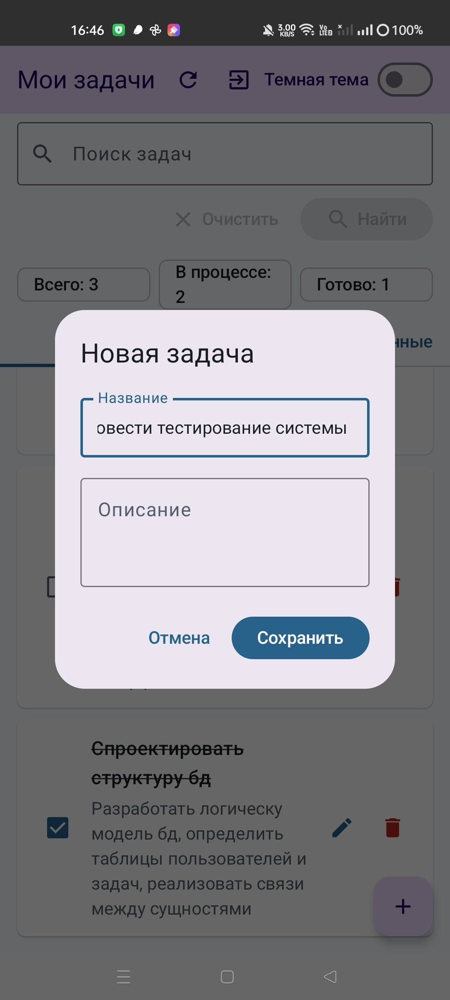 16:46 3.00 KB/S Vo LTE2 100%
Мои задачи Темная тема
Поиск задач
Очистить Найти
Всего: 3 В процессе: 2 Готово: 1
нные
Новая задача
Название
овести тестирование системы
Описание
Отмена Сохранить
Спроектировать
структуру бд
Разработать логическу
модель бд, определить
таблицы пользователей и
задач, реализовать связи
между сущностями